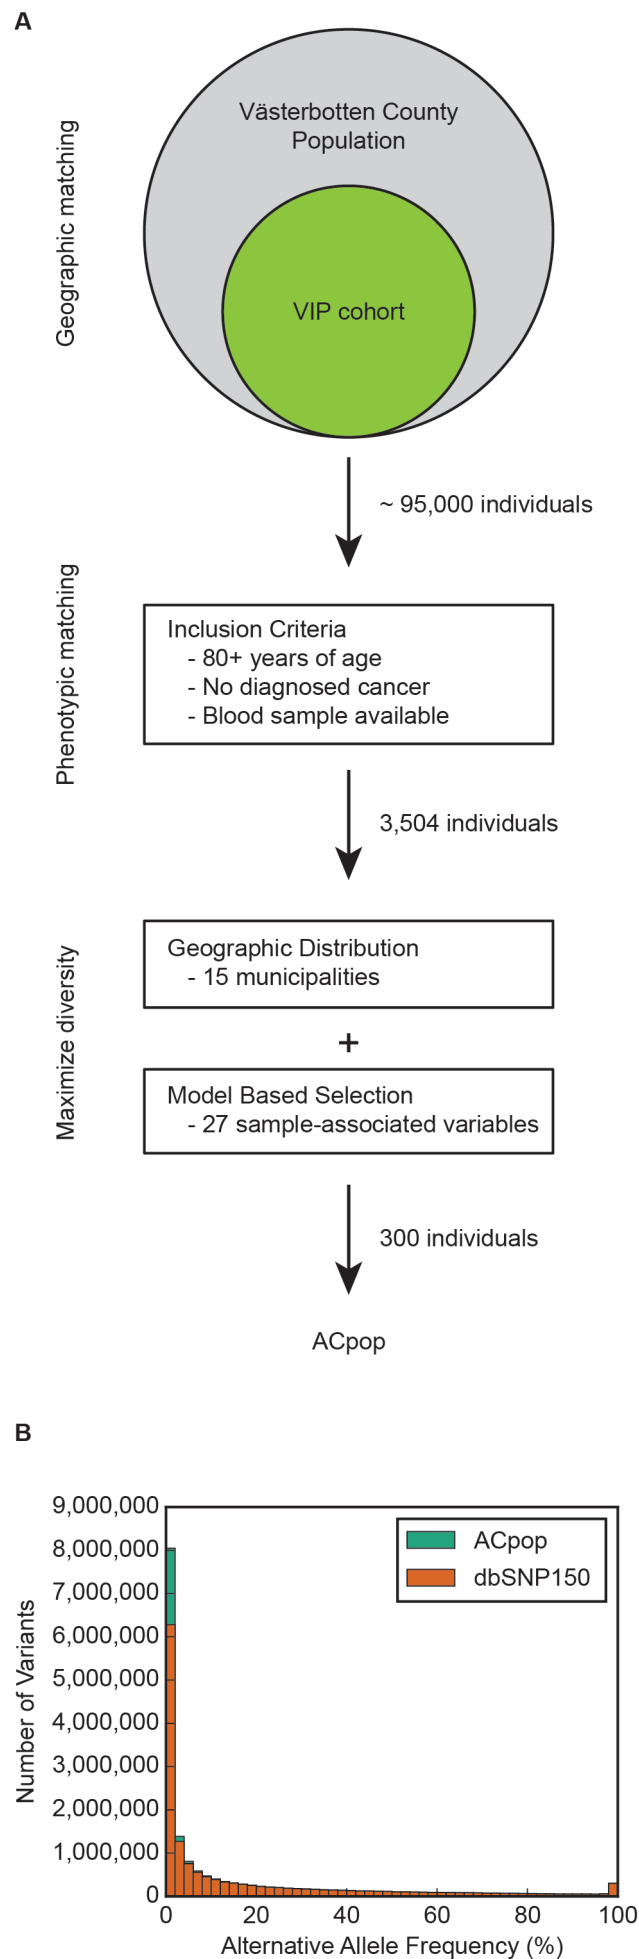 A
Geographic matching
Västerbotten County
Population
VIP cohort
~ 95,000 individuals
Phenotypic matching
Inclusion Criteria
- 80+ years of age
- No diagnosed cancer
- Blood sample available
3,504 individuals
Maximize diversity
Geographic Distribution
- 15 municipalities
+
Model Based Selection
- 27 sample-associated variables
300 individuals
ACpop
B
Number of Variants
9,000,000
8,000,000
7,000,000
6,000,000
5,000,000
4,000,000
3,000,000
2,000,000
1,000,000
0
ACpop
dbSNP150
0 20 40 60 80 100
Alternative Allele Frequency (%)